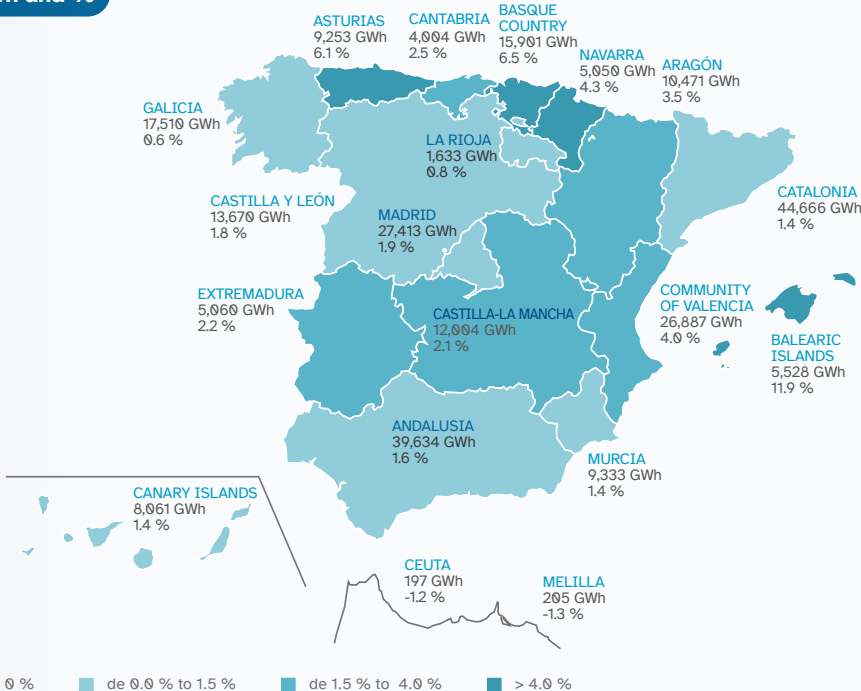 and %
ASTURIAS
9,253 GWh
6.1 %
CANTABRIA
4,004 GWh
2.5 %
BASQUE
COUNTRY
15,901 GWh
6.5 %
NAVARRA
5,050 GWh
4.3 %
ARAGÓN
10,471 GWh
3.5 %
GALICIA
17,510 GWh
0.6 %
LA RIOJA
1,633 GWh
0.8 %
CASTILLA Y LEÓN
13,670 GWh
1.8 %
MADRID
27,413 GWh
1.9 %
CATALONIA
44,666 GWh
1.4 %
EXTREMADURA
5,060 GWh
2.2 %
CASTILLA-LA MANCHA
12,004 GWh
2.1 %
COMMUNITY
OF VALENCIA
26,887 GWh
4.0 %
BALEARIC
ISLANDS
5,528 GWh
11.9 %
ANDALUSIA
39,634 GWh
1.6 %
MURCIA
9,333 GWh
1.4 %
CANARY ISLANDS
8,061 GWh
1.4 %
CEUTA
197 GWh
-1.2 %
MELILLA
205 GWh
-1.3 %
0 % de 0.0 % to 1.5 % de 1.5 % to 4.0 % > 4.0 %